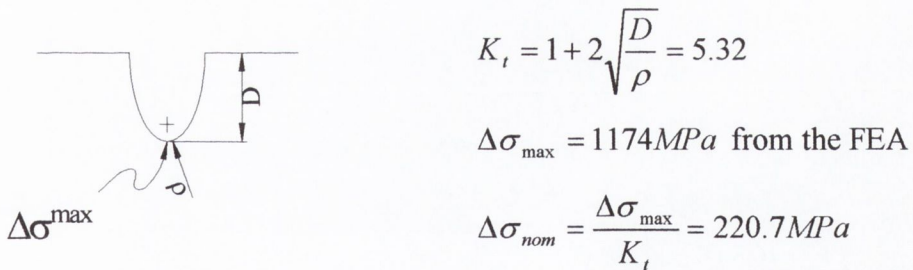 D
ρ
Δσ^max
K_t = 1 + 2√(D/ρ) = 5.32
Δσ_max = 1174MPa from the FEA
Δσ_nom = Δσ_max / K_t = 220.7MPa